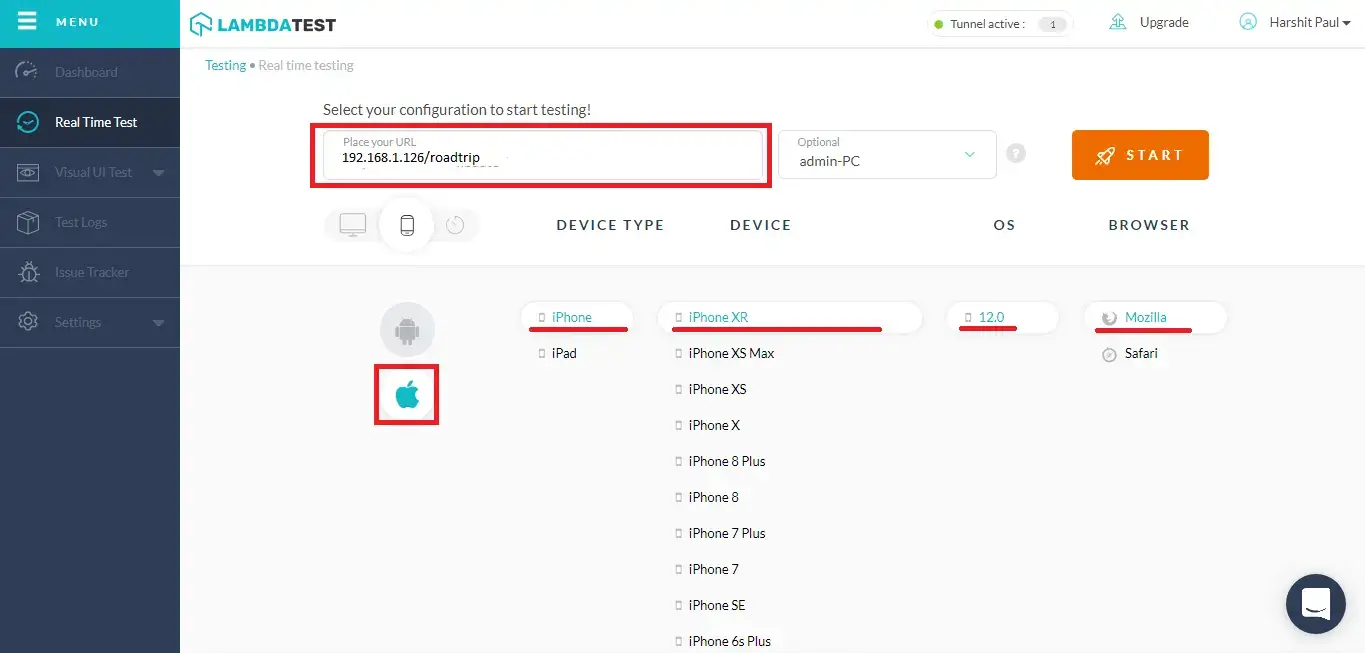 MENU
LAMBDATEST
Tunnel active : 1
Upgrade
Harshit Paul
Dashboard
Real Time Test
Visual UI Test
Test Logs
Issue Tracker
Settings
Testing • Real time testing
Select your configuration to start testing!
Place your URL
192.168.1.126/roadtrip
Optional
admin-PC
?
START
DEVICE TYPE DEVICE OS BROWSER
iPhone iPhone XR 12.0 Mozilla
iPad iPhone XS Max Safari
iPhone XS
iPhone X
iPhone 8 Plus
iPhone 8
iPhone 7 Plus
iPhone 7
iPhone SE
iPhone 6s Plus